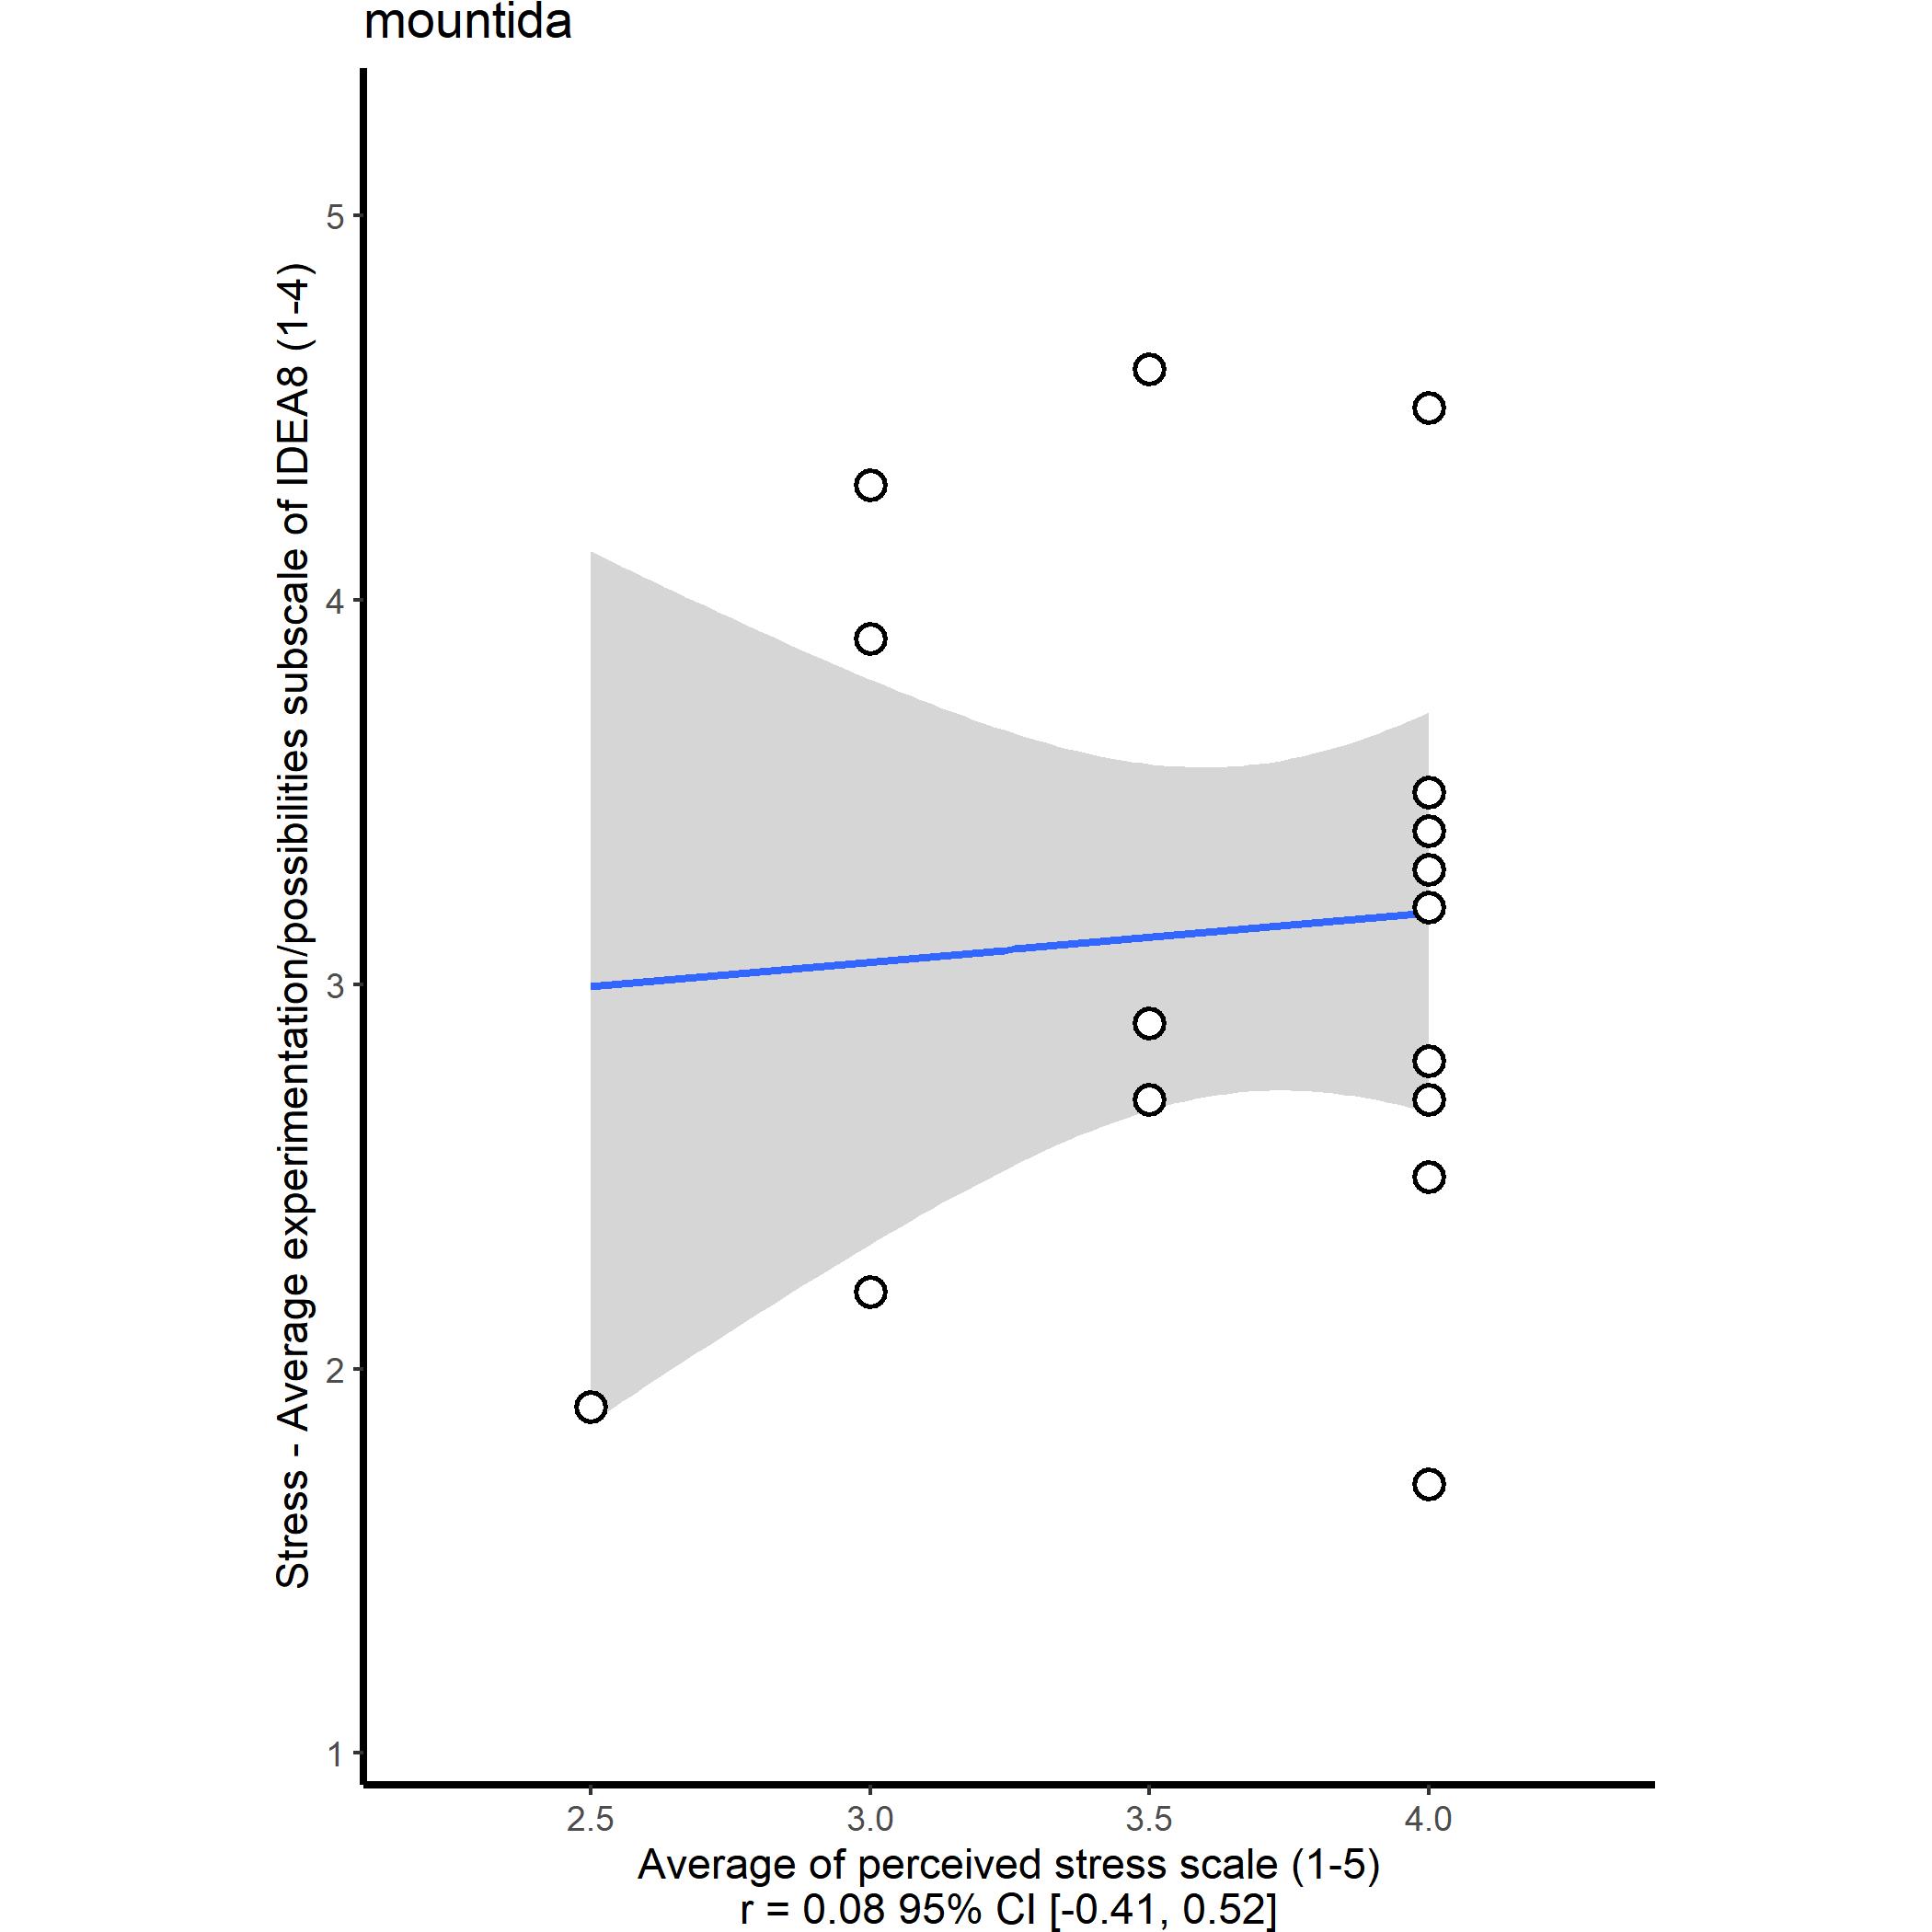 mountida
Stress - Average experimentation/possibilities subscale of IDEA8 (1-4)
5
4
3
2
1
2.5 3.0 3.5 4.0
Average of perceived stress scale (1-5)
r = 0.08 95% CI [-0.41, 0.52]